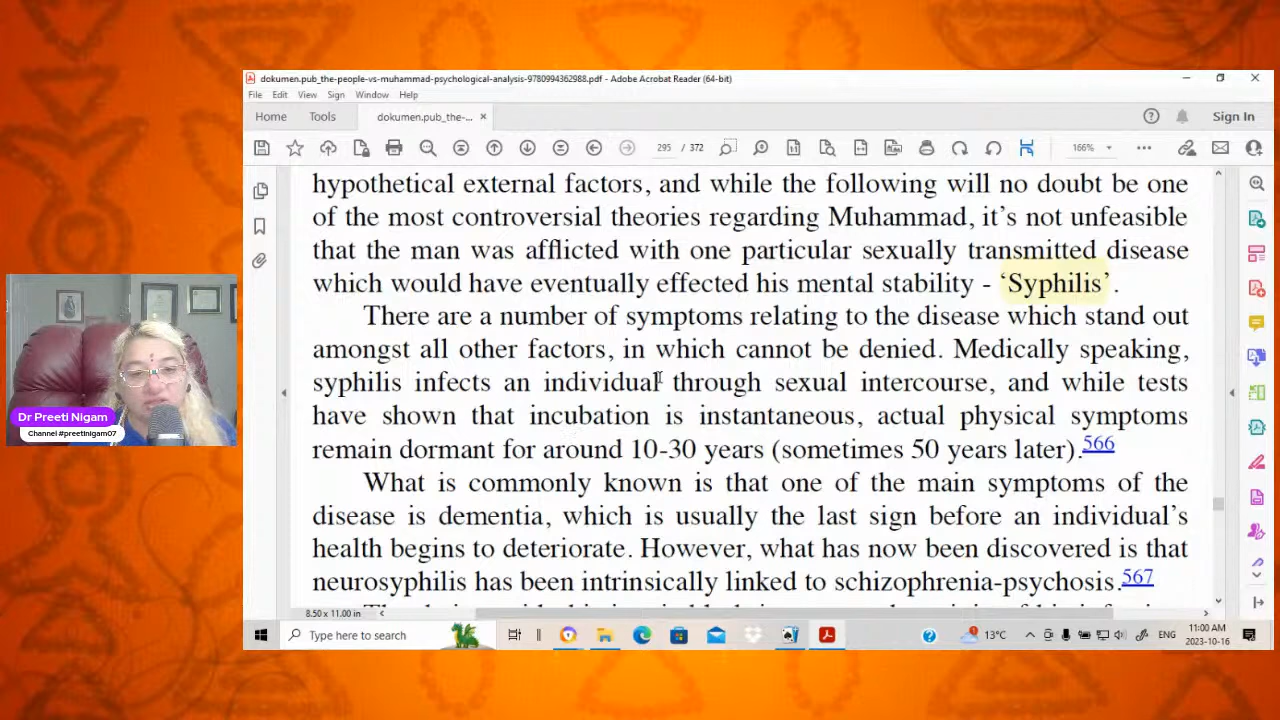 dokumen.pub_the-people-vs-muhammad-psychological-analysis-9780994362988.pdf - Adobe Acrobat Reader (64-bit)
File Edit View Sign Window Help
Home Tools dokumen.pub_the-... × Sign In
295 / 372 166%
hypothetical external factors, and while the following will no doubt be one
of the most controversial theories regarding Muhammad, it's not unfeasible
that the man was afflicted with one particular sexually transmitted disease
which would have eventually effected his mental stability - ‘Syphilis’.
There are a number of symptoms relating to the disease which stand out
amongst all other factors, in which cannot be denied. Medically speaking,
syphilis infects an individual through sexual intercourse, and while tests
have shown that incubation is instantaneous, actual physical symptoms
remain dormant for around 10-30 years (sometimes 50 years later).566
What is commonly known is that one of the main symptoms of the
disease is dementia, which is usually the last sign before an individual's
health begins to deteriorate. However, what has now been discovered is that
neurosyphilis has been intrinsically linked to schizophrenia-psychosis.567
8.50 x 11.00 in
Dr Preeti Nigam
Channel #preetinigam07
Type here to search
13°C ENG 11:00 AM
2023-10-16